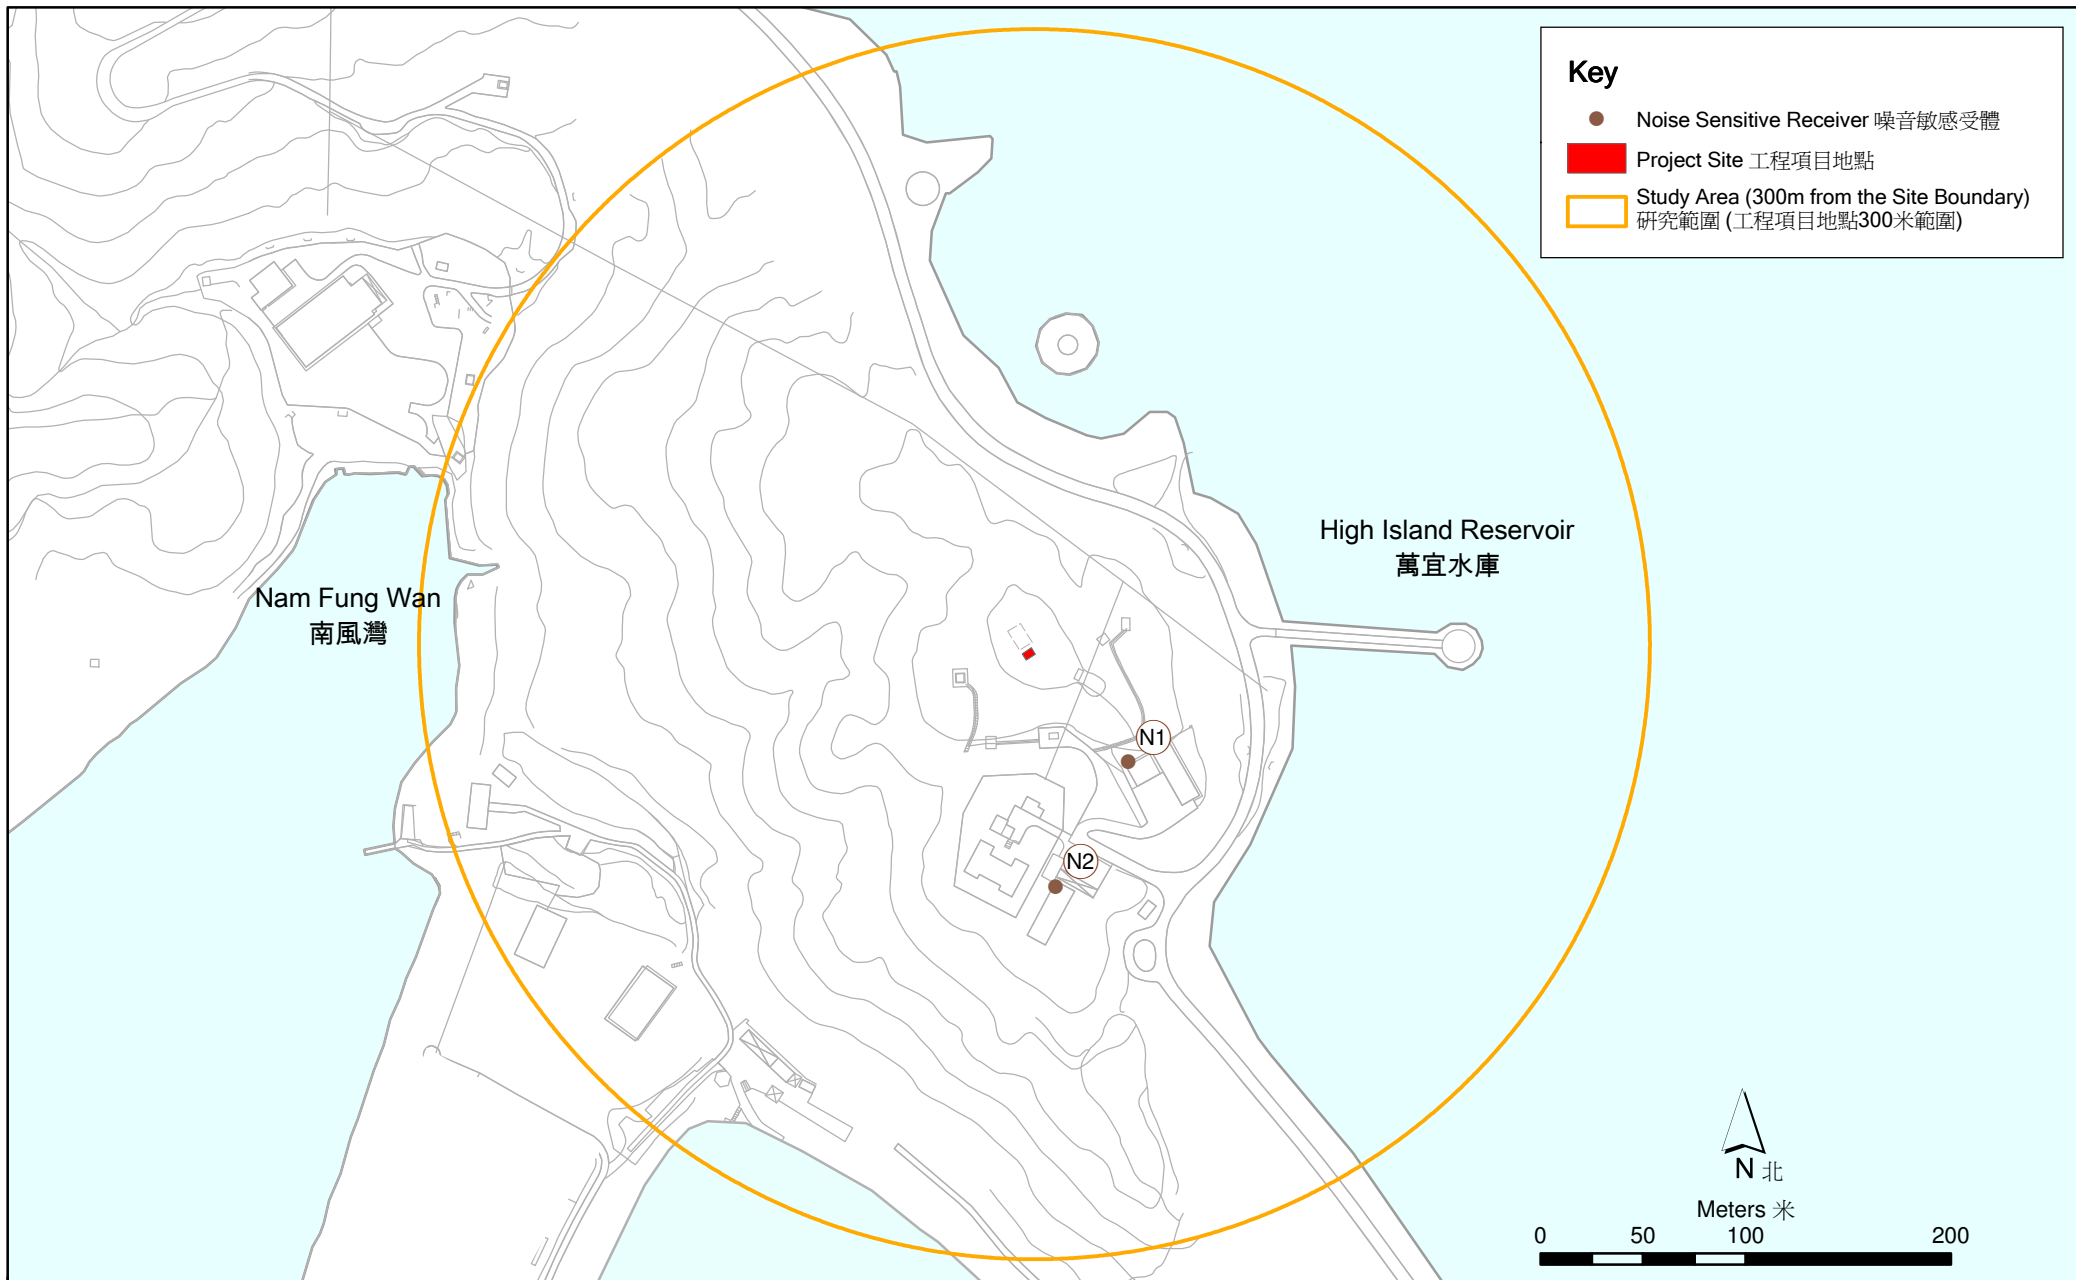 Key
Noise Sensitive Receiver 噪音敏感受體
Project Site 工程項目地點
Study Area (300m from the Site Boundary)
研究範圍 (工程項目地點300米範圍)
High Island Reservoir
萬宜水庫
Nam Fung Wan
南風灣
N1
N2
N 北
Meters 米
0 50 100 200